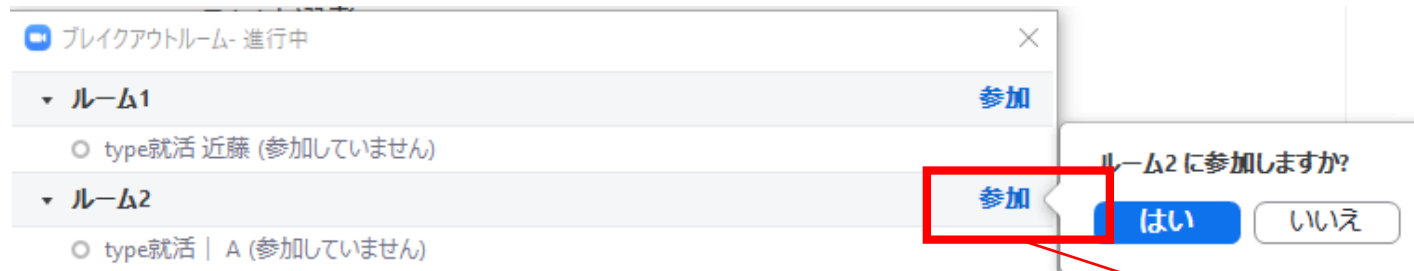 ブレイクアウトルーム- 進行中
ルーム1 参加
type就活 近藤 (参加していません)
ルーム2 参加
type就活｜ A (参加していません)
ルーム2 に参加しますか?
はい いいえ